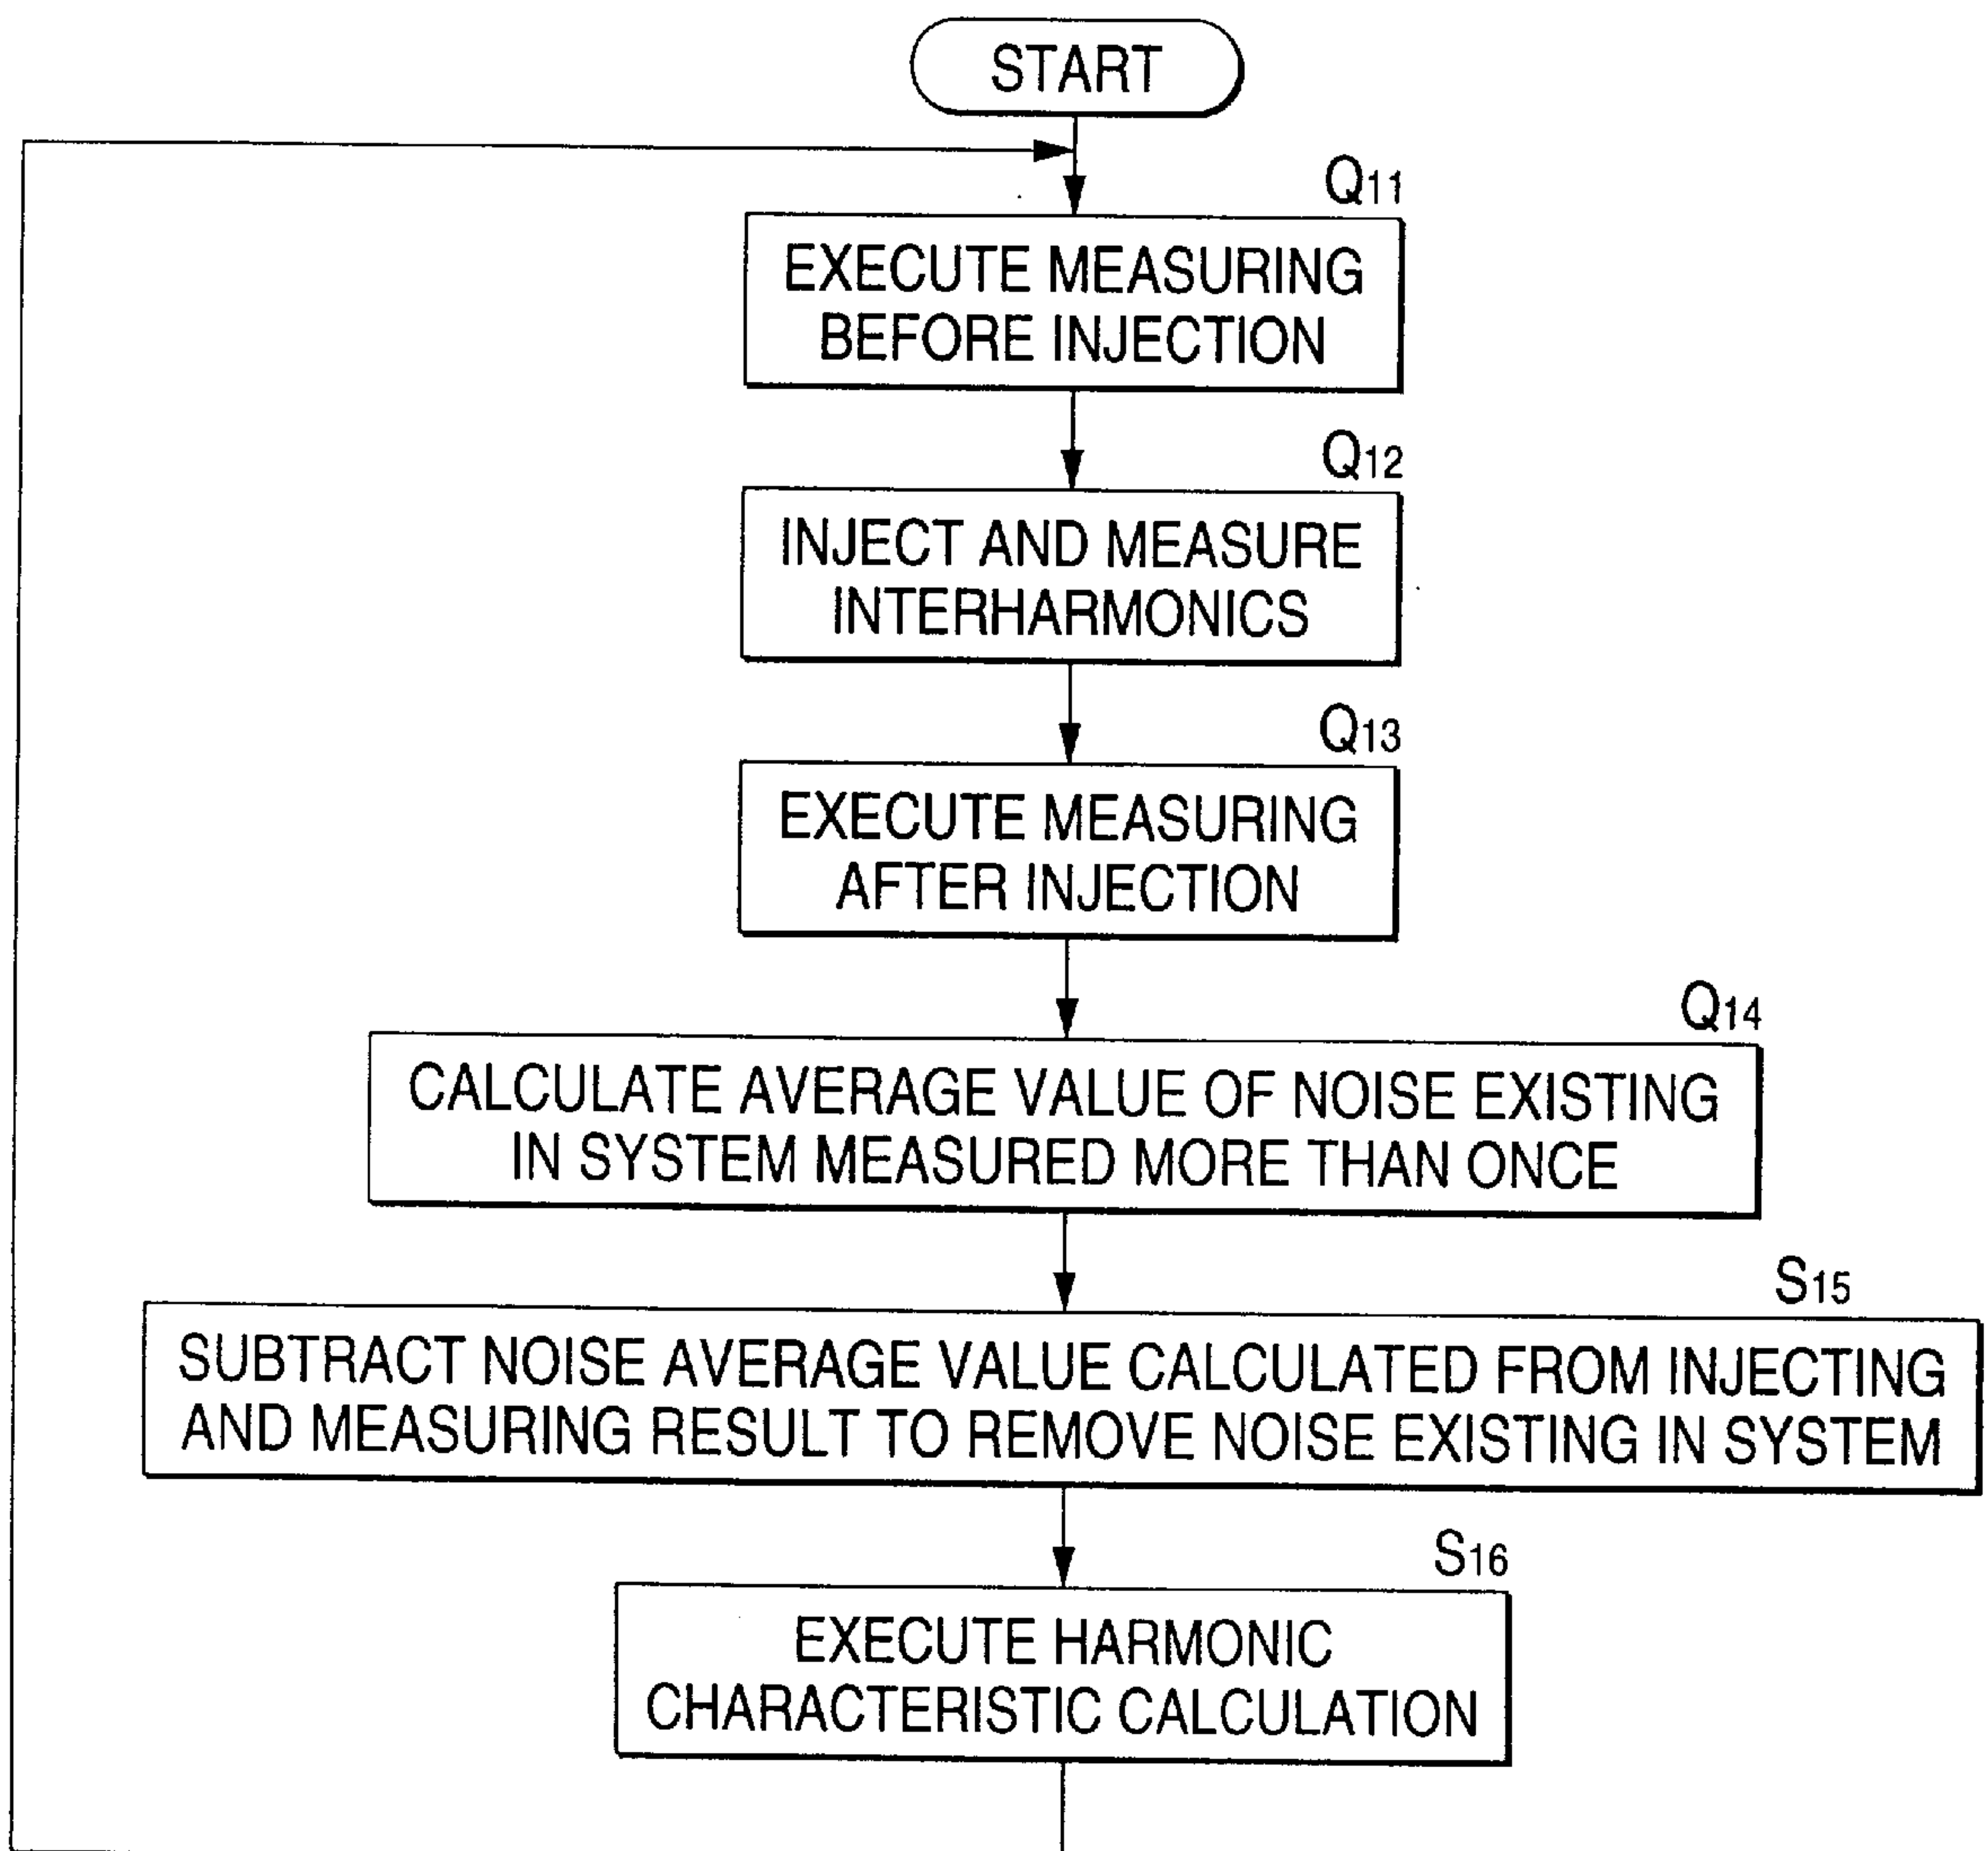 START
Q11
EXECUTE MEASURING
BEFORE INJECTION
Q12
INJECT AND MEASURE
INTERHARMONICS
Q13
EXECUTE MEASURING
AFTER INJECTION
Q14
CALCULATE AVERAGE VALUE OF NOISE EXISTING
IN SYSTEM MEASURED MORE THAN ONCE
S15
SUBTRACT NOISE AVERAGE VALUE CALCULATED FROM INJECTING
AND MEASURING RESULT TO REMOVE NOISE EXISTING IN SYSTEM
S16
EXECUTE HARMONIC
CHARACTERISTIC CALCULATION